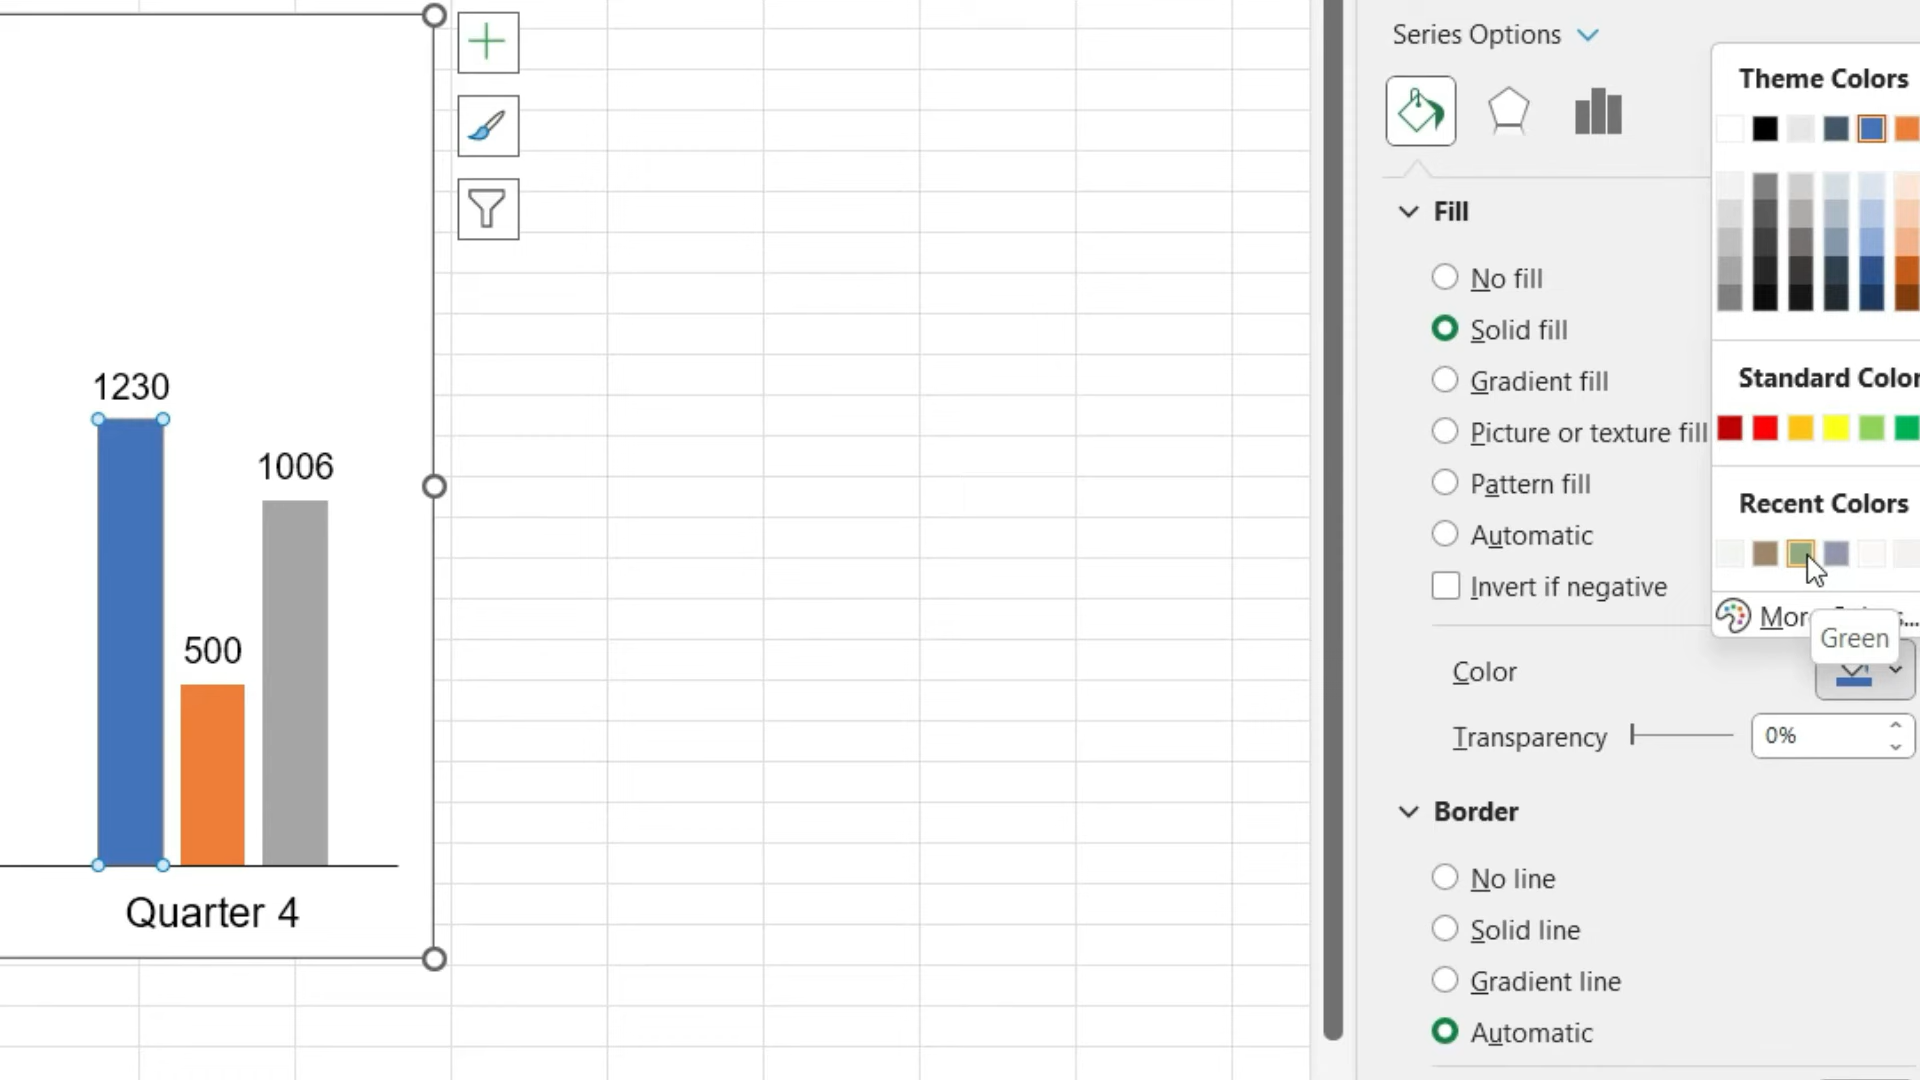 1230
500
1006
Quarter 4
Series Options
Fill
No fill
Solid fill
Gradient fill
Picture or texture fill
Pattern fill
Automatic
Invert if negative
Color
Transparency
0%
Border
No line
Solid line
Gradient line
Automatic
Theme Colors
Standard Color
Recent Colors
Mor
Green